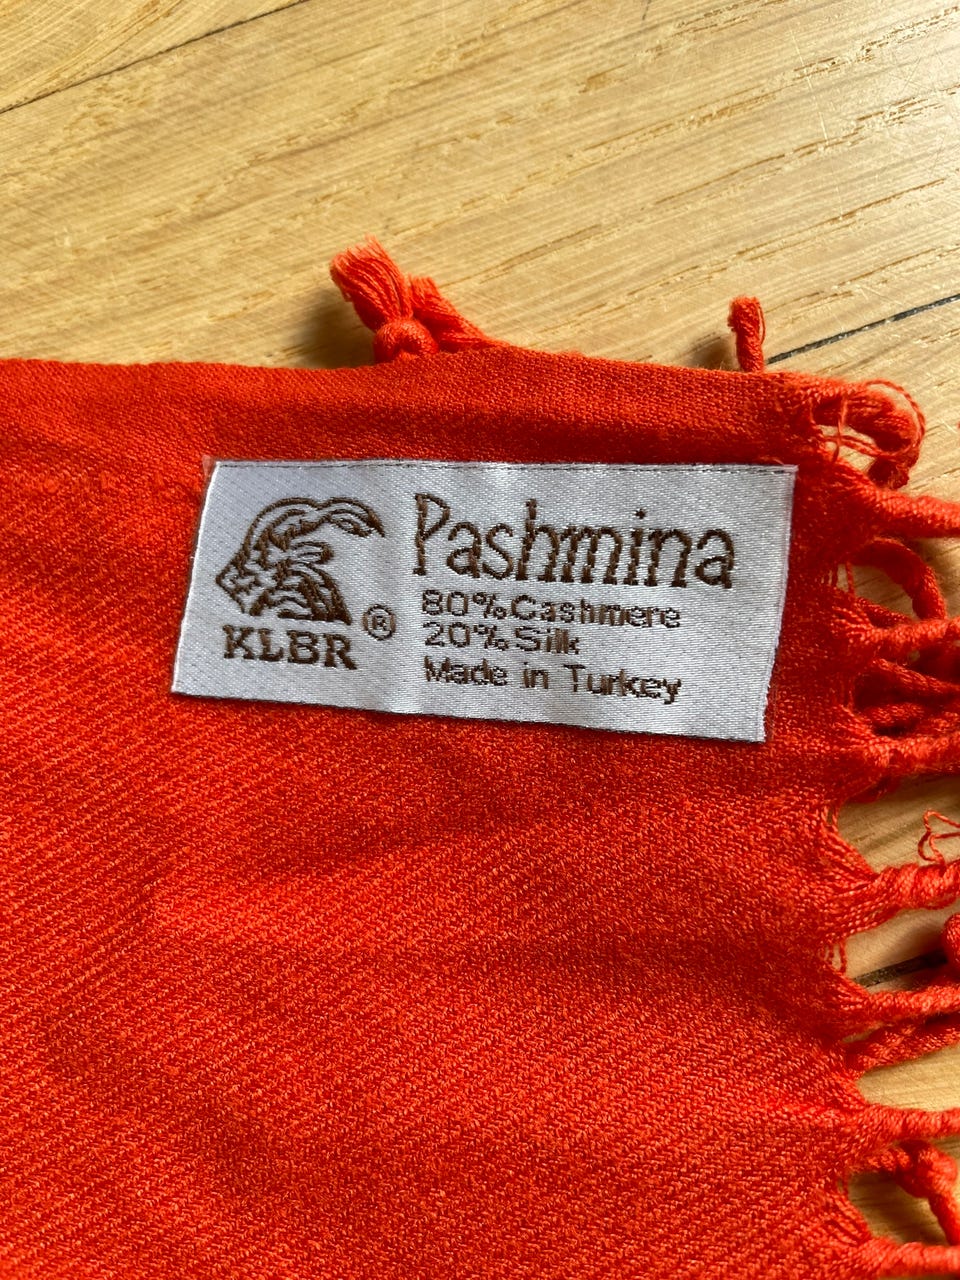 Pashmina
80%Cashmere
20%Silk
Made in Turkey
KLBR ®